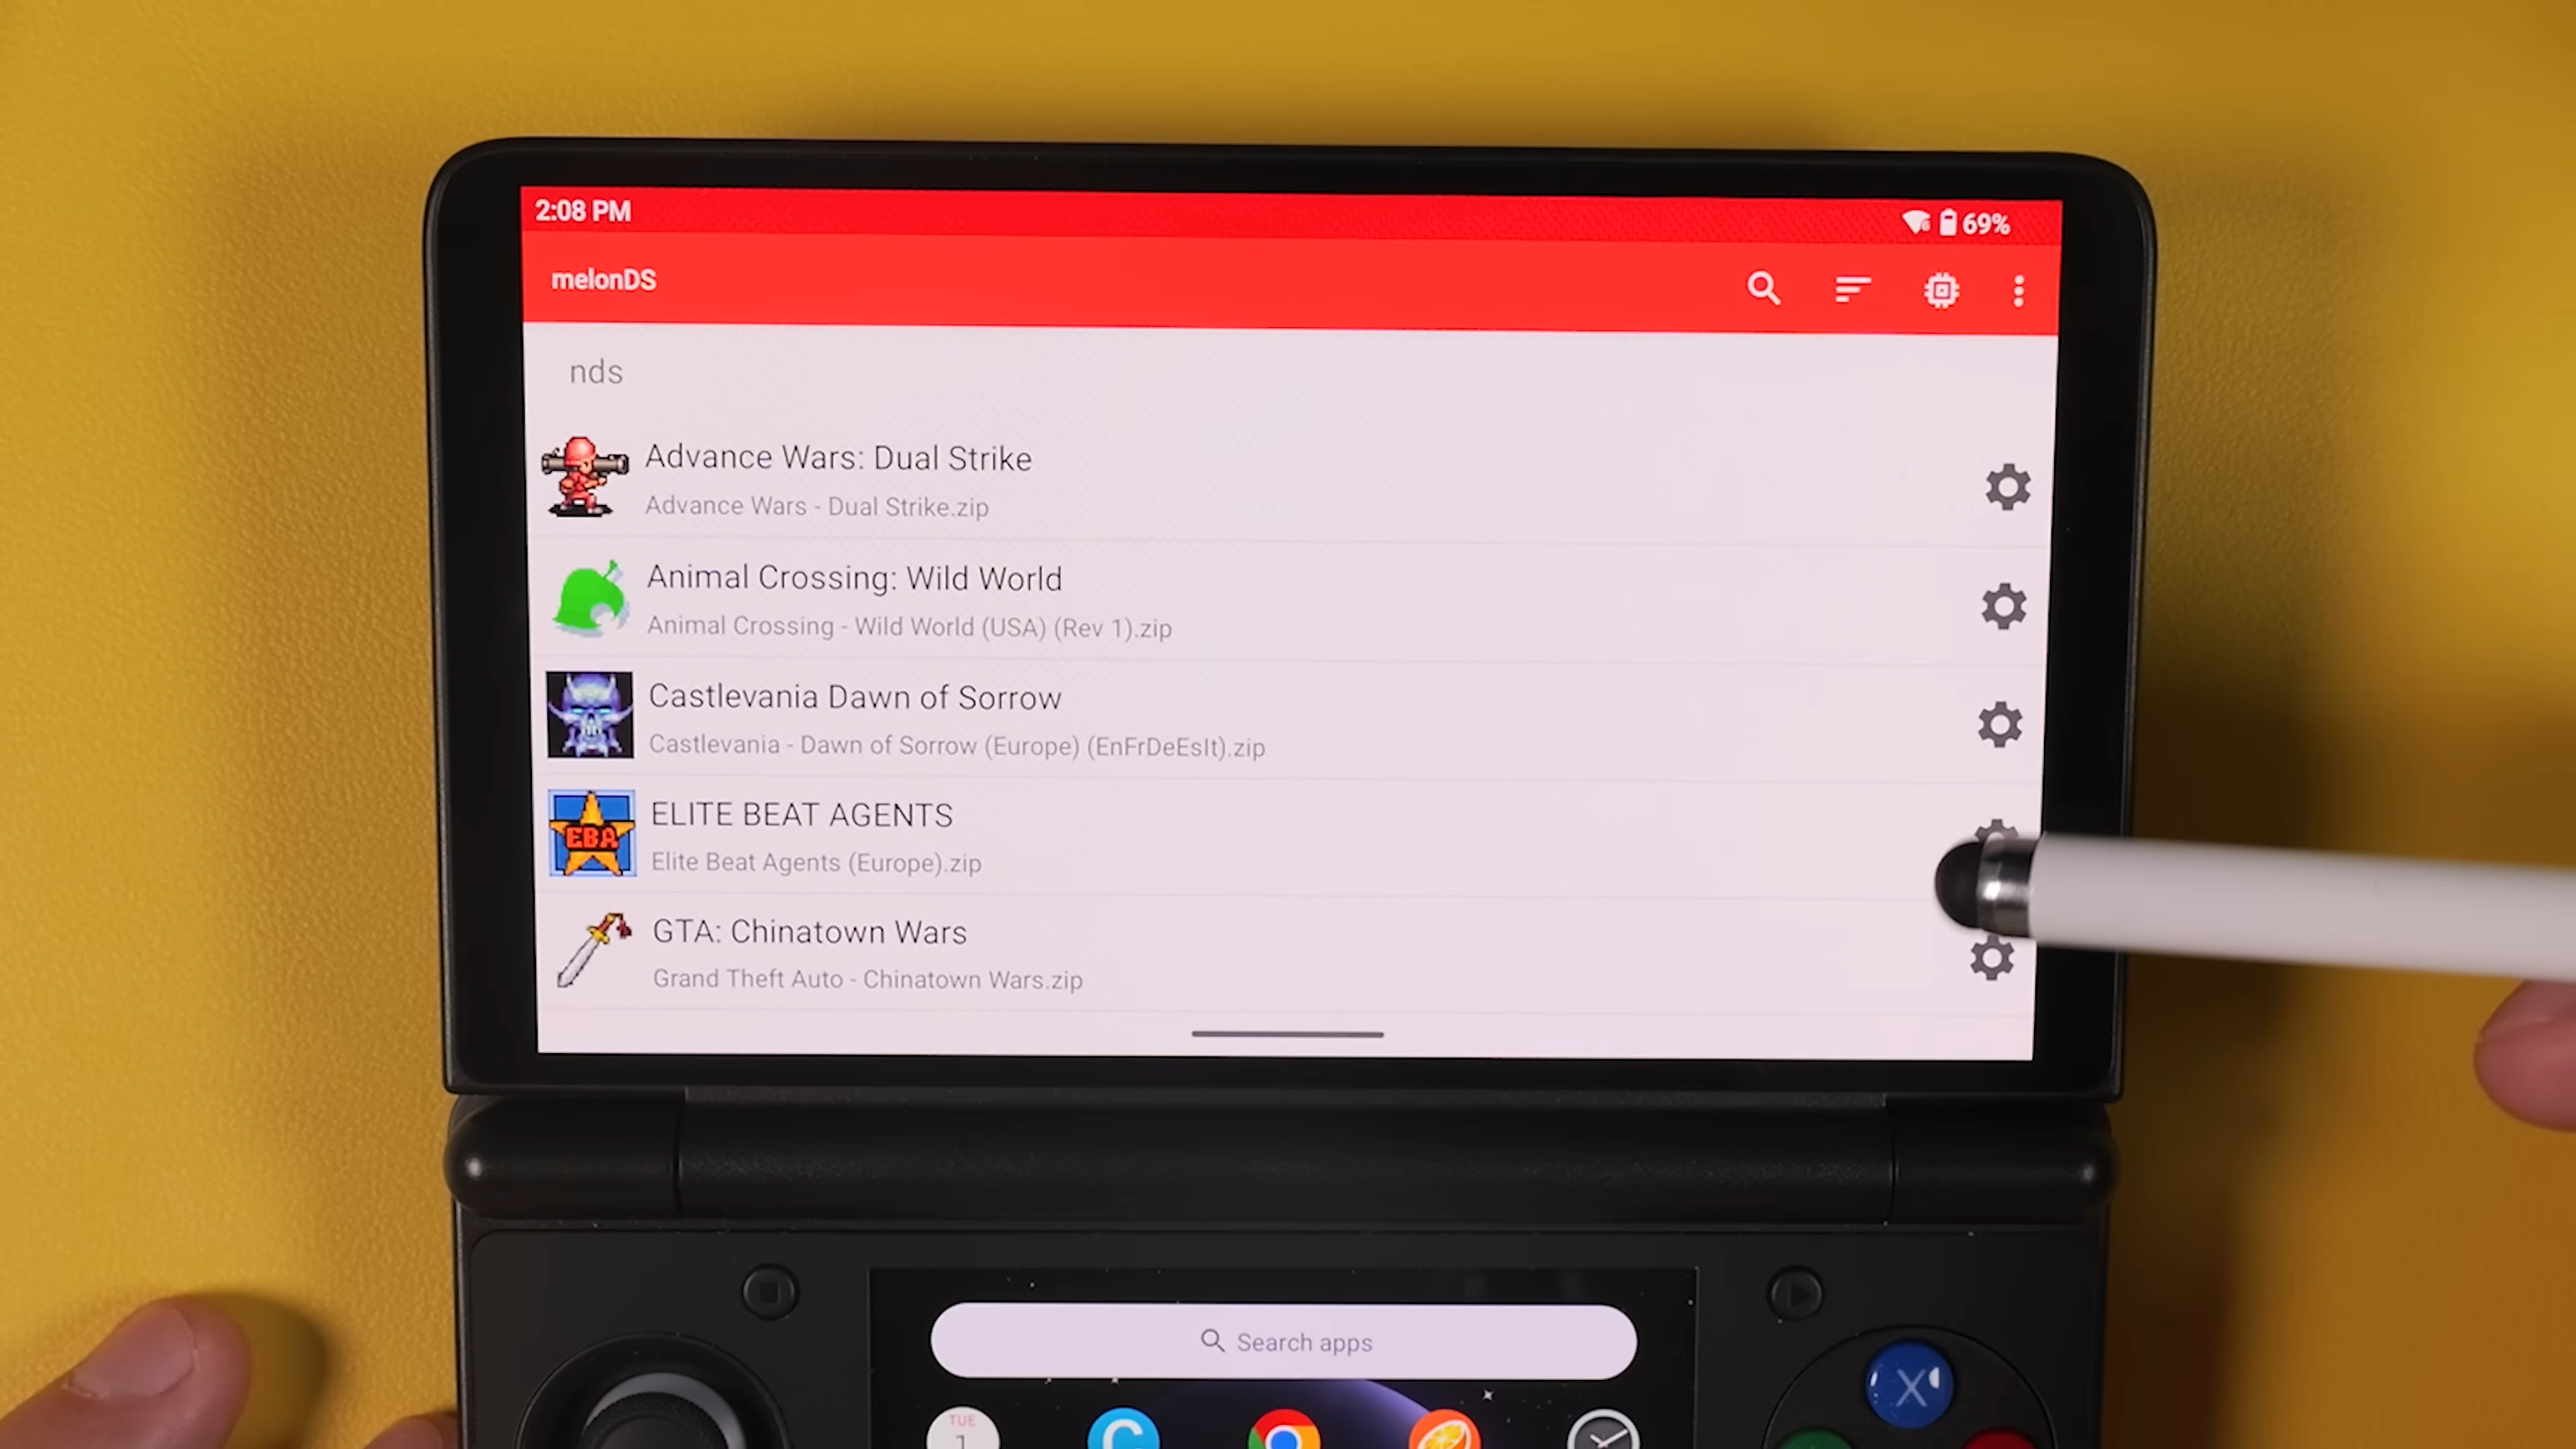 2:08 PM
69%
melonDS
nds
Advance Wars: Dual Strike
Advance Wars - Dual Strike.zip
Animal Crossing: Wild World
Animal Crossing - Wild World (USA) (Rev 1).zip
Castlevania Dawn of Sorrow
Castlevania - Dawn of Sorrow (Europe) (EnFrDeEsIt).zip
EBA
ELITE BEAT AGENTS
Elite Beat Agents (Europe).zip
GTA: Chinatown Wars
Grand Theft Auto - Chinatown Wars.zip
Search apps
TUE
1
X